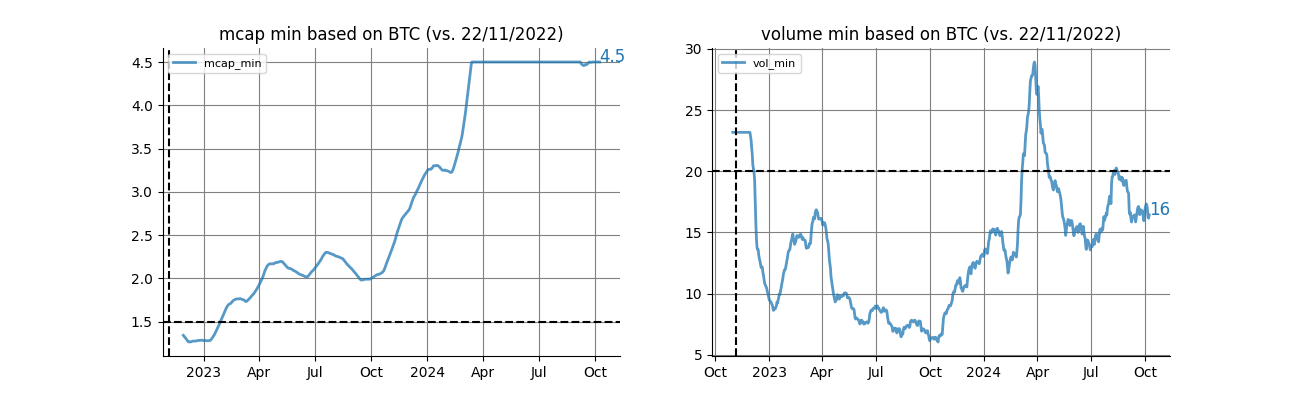 mcap min based on BTC (vs. 22/11/2022)
mcap_min
4.5
4.5
4.0
3.5
3.0
2.5
2.0
1.5
2023 Apr Jul Oct 2024 Apr Jul Oct
volume min based on BTC (vs. 22/11/2022)
vol_min
16
30
25
20
15
10
5
Oct 2023 Apr Jul Oct 2024 Apr Jul Oct